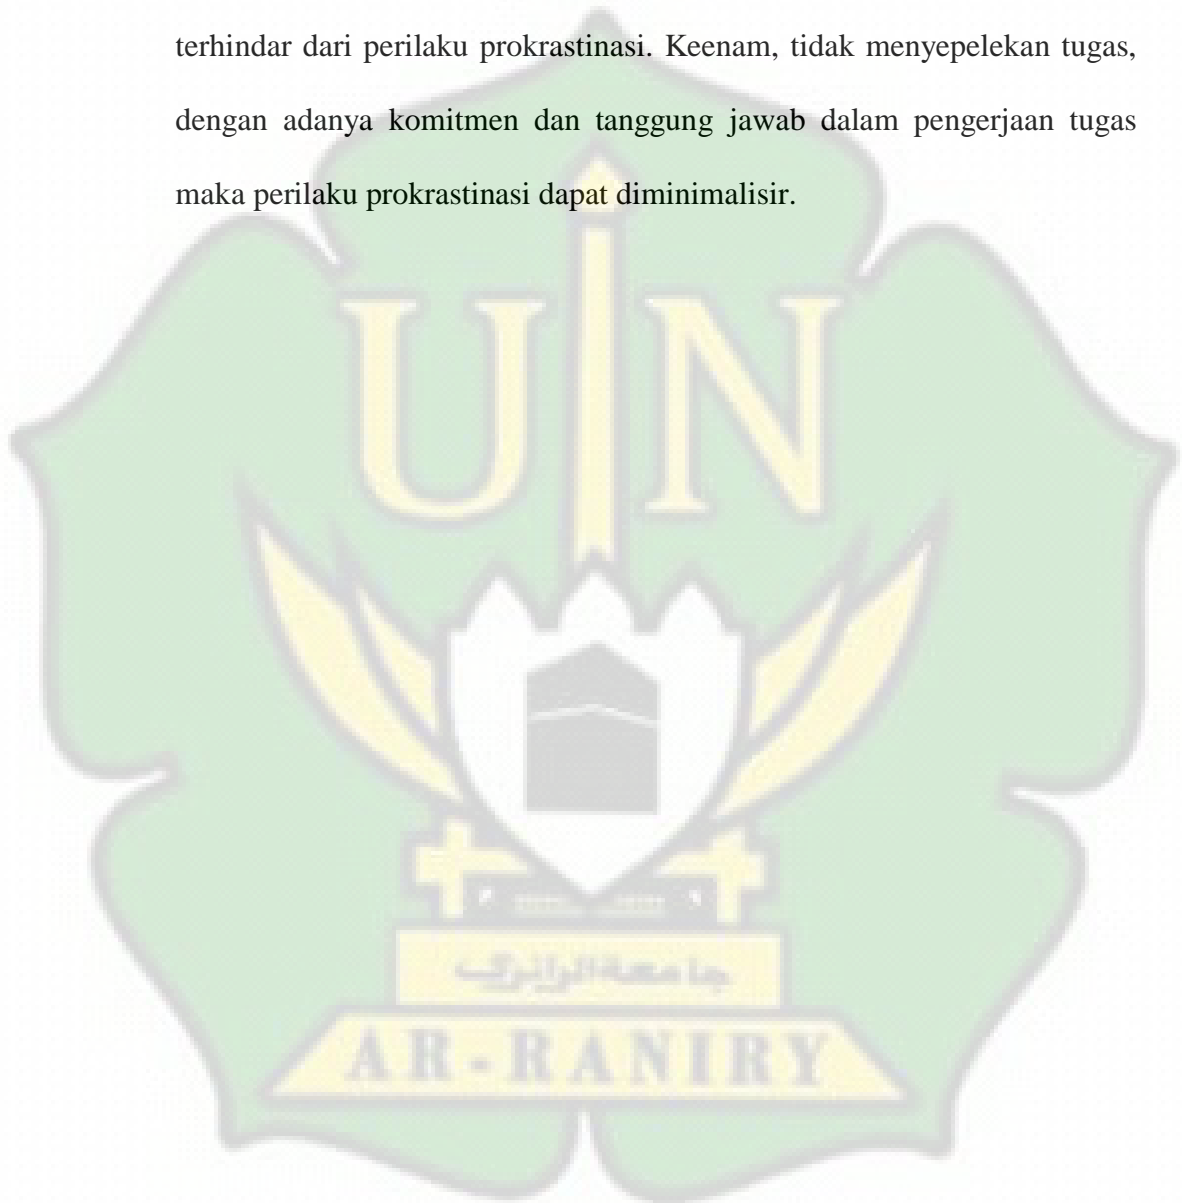 terhindar dari perilaku prokrastinasi. Keenam, tidak menyepelekan tugas,
dengan adanya komitmen dan tanggung jawab dalam pengerjaan tugas
maka perilaku prokrastinasi dapat diminimalisir.
UIN
جامعة الرانري
AR-RANIRY